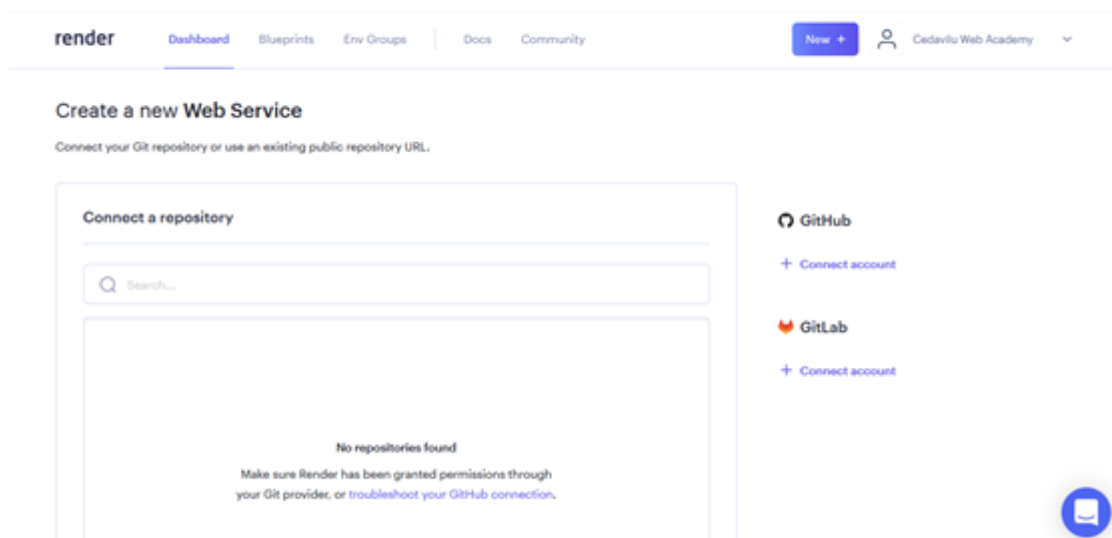 render Dashboard Blueprints Env Groups Docs Community New + Cedavilu Web Academy
Create a new Web Service
Connect your Git repository or use an existing public repository URL.
Connect a repository
Search...
No repositories found
Make sure Render has been granted permissions through
your Git provider, or troubleshoot your GitHub connection.
GitHub
+ Connect account
GitLab
+ Connect account